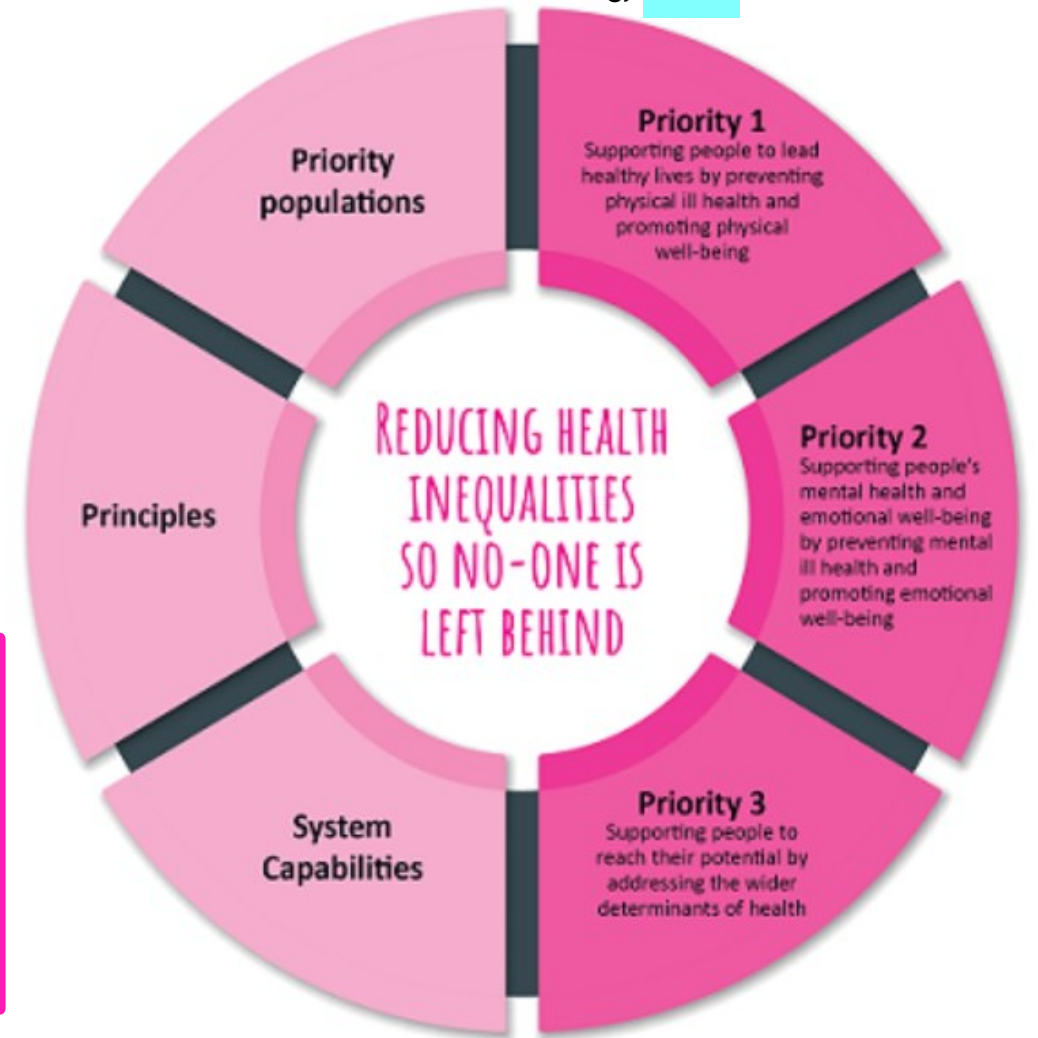 Priority 1
Supporting people to lead
healthy lives by preventing
physical ill health and
promoting physical
well-being
Priority 2
Supporting people's
mental health and
emotional well-being
by preventing mental
ill health and
promoting emotional
well-being
Priority 3
Supporting people to
reach their potential by
addressing the wider
determinants of health
System
Capabilities
Principles
Priority
populations
REDUCING HEALTH
INEQUALITIES
SO NO-ONE IS
LEFT BEHIND